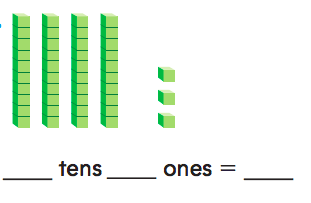 ____ tens ____ ones = ____